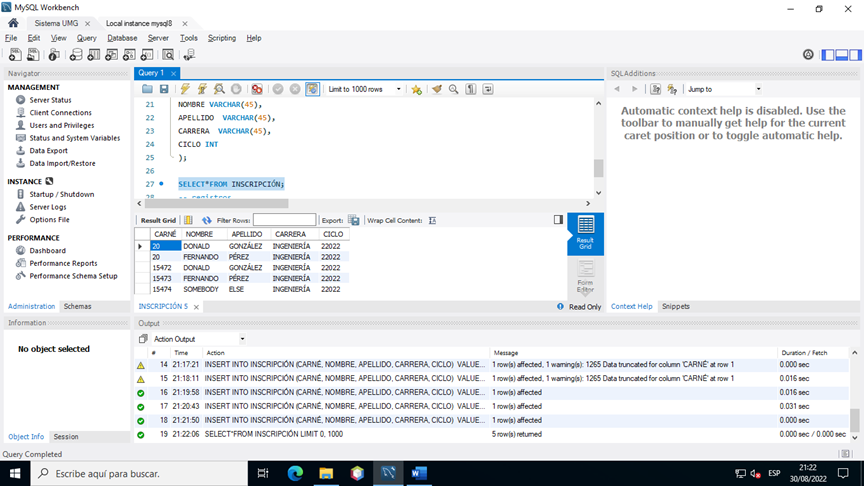 MySQL Workbench
Sistema UMG
Local instance mysql8
File Edit View Query Database Server Tools Scripting Help
Navigator
MANAGEMENT
Server Status
Client Connections
Users and Privileges
Status and System Variables
Data Export
Data Import/Restore
INSTANCE
Startup / Shutdown
Server Logs
Options File
PERFORMANCE
Dashboard
Performance Reports
Performance Schema Setup
Administration Schemas
Information
No object selected
Object Info Session
Query 1
Limit to 1000 rows
21 NOMBRE VARCHAR(45),
22 APELLIDO VARCHAR(45),
23 CARRERA VARCHAR(45),
24 CICLO INT
25 );
26
27 SELECT*FROM INSCRIPCIÓN;
28 -- registros
Result Grid Filter Rows: Export: Wrap Cell Content:
CARNÉ NOMBRE APELLIDO CARRERA CICLO
20 DONALD GONZÁLEZ INGENIERÍA 22022
20 FERNANDO PÉREZ INGENIERÍA 22022
15472 DONALD GONZÁLEZ INGENIERÍA 22022
15473 FERNANDO PÉREZ INGENIERÍA 22022
15474 SOMEBODY ELSE INGENIERÍA 22022
Result Grid
Form Editor
INSCRIPCIÓN 5
Read Only
SQLAdditions
Jump to
Automatic context help is disabled. Use the
toolbar to manually get help for the current
caret position or to toggle automatic help.
Context Help Snippets
Output
Action Output
# Time Action Message Duration / Fetch
14 21:17:21 INSERT INTO INSCRIPCIÓN (CARNÉ, NOMBRE, APELLIDO, CARRERA, CICLO) VALUE... 1 row(s) affected, 1 warning(s): 1265 Data truncated for column 'CARNÉ' at row 1 0.000 sec
15 21:18:11 INSERT INTO INSCRIPCIÓN (CARNÉ, NOMBRE, APELLIDO, CARRERA, CICLO) VALUE... 1 row(s) affected, 1 warning(s): 1265 Data truncated for column 'CARNÉ' at row 1 0.016 sec
16 21:19:58 INSERT INTO INSCRIPCIÓN (CARNÉ, NOMBRE, APELLIDO, CARRERA, CICLO) VALUE... 1 row(s) affected 0.016 sec
17 21:20:43 INSERT INTO INSCRIPCIÓN (CARNÉ, NOMBRE, APELLIDO, CARRERA, CICLO) VALUE... 1 row(s) affected 0.031 sec
18 21:21:50 INSERT INTO INSCRIPCIÓN (CARNÉ, NOMBRE, APELLIDO, CARRERA, CICLO) VALUE... 1 row(s) affected 0.000 sec
19 21:22:06 SELECT*FROM INSCRIPCIÓN LIMIT 0, 1000 5 row(s) returned 0.000 sec / 0.000 sec
Query Completed
Escribe aquí para buscar.
ESP
21:22
30/08/2022